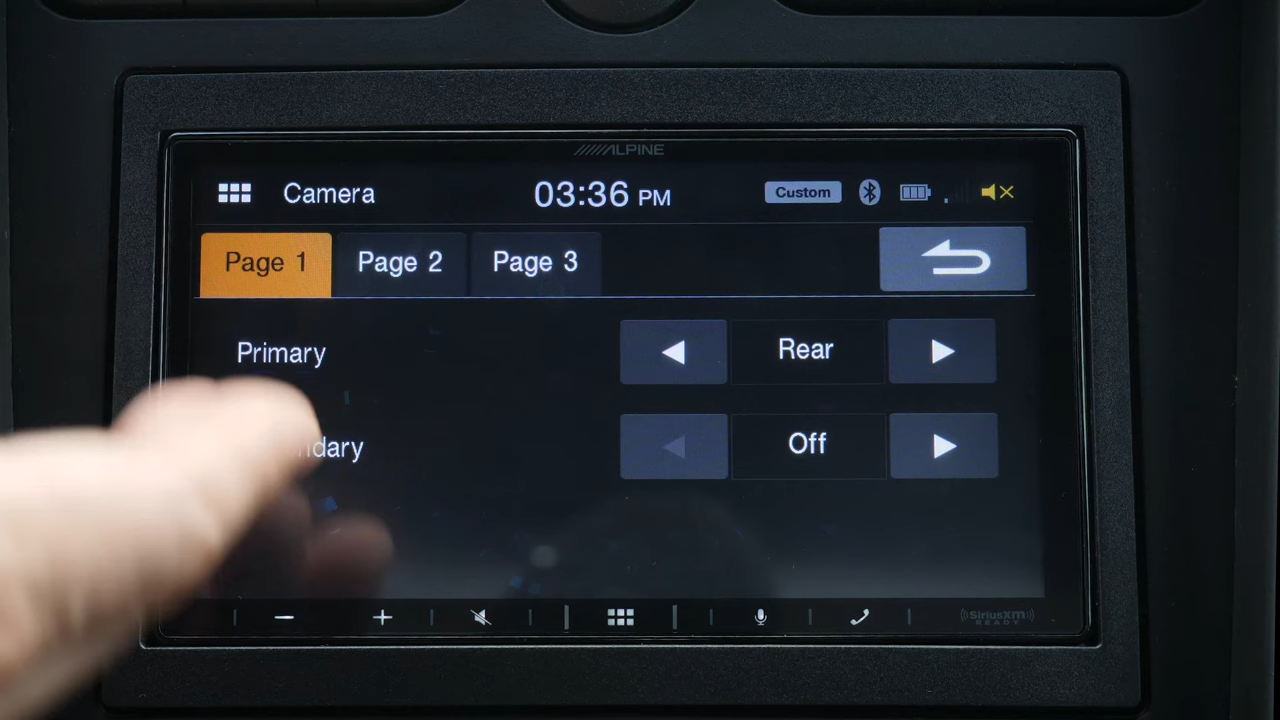 ALPINE
Camera 03:36 PM Custom
Page 1 Page 2 Page 3
Primary Rear
ndary Off
SiriusXM
READY